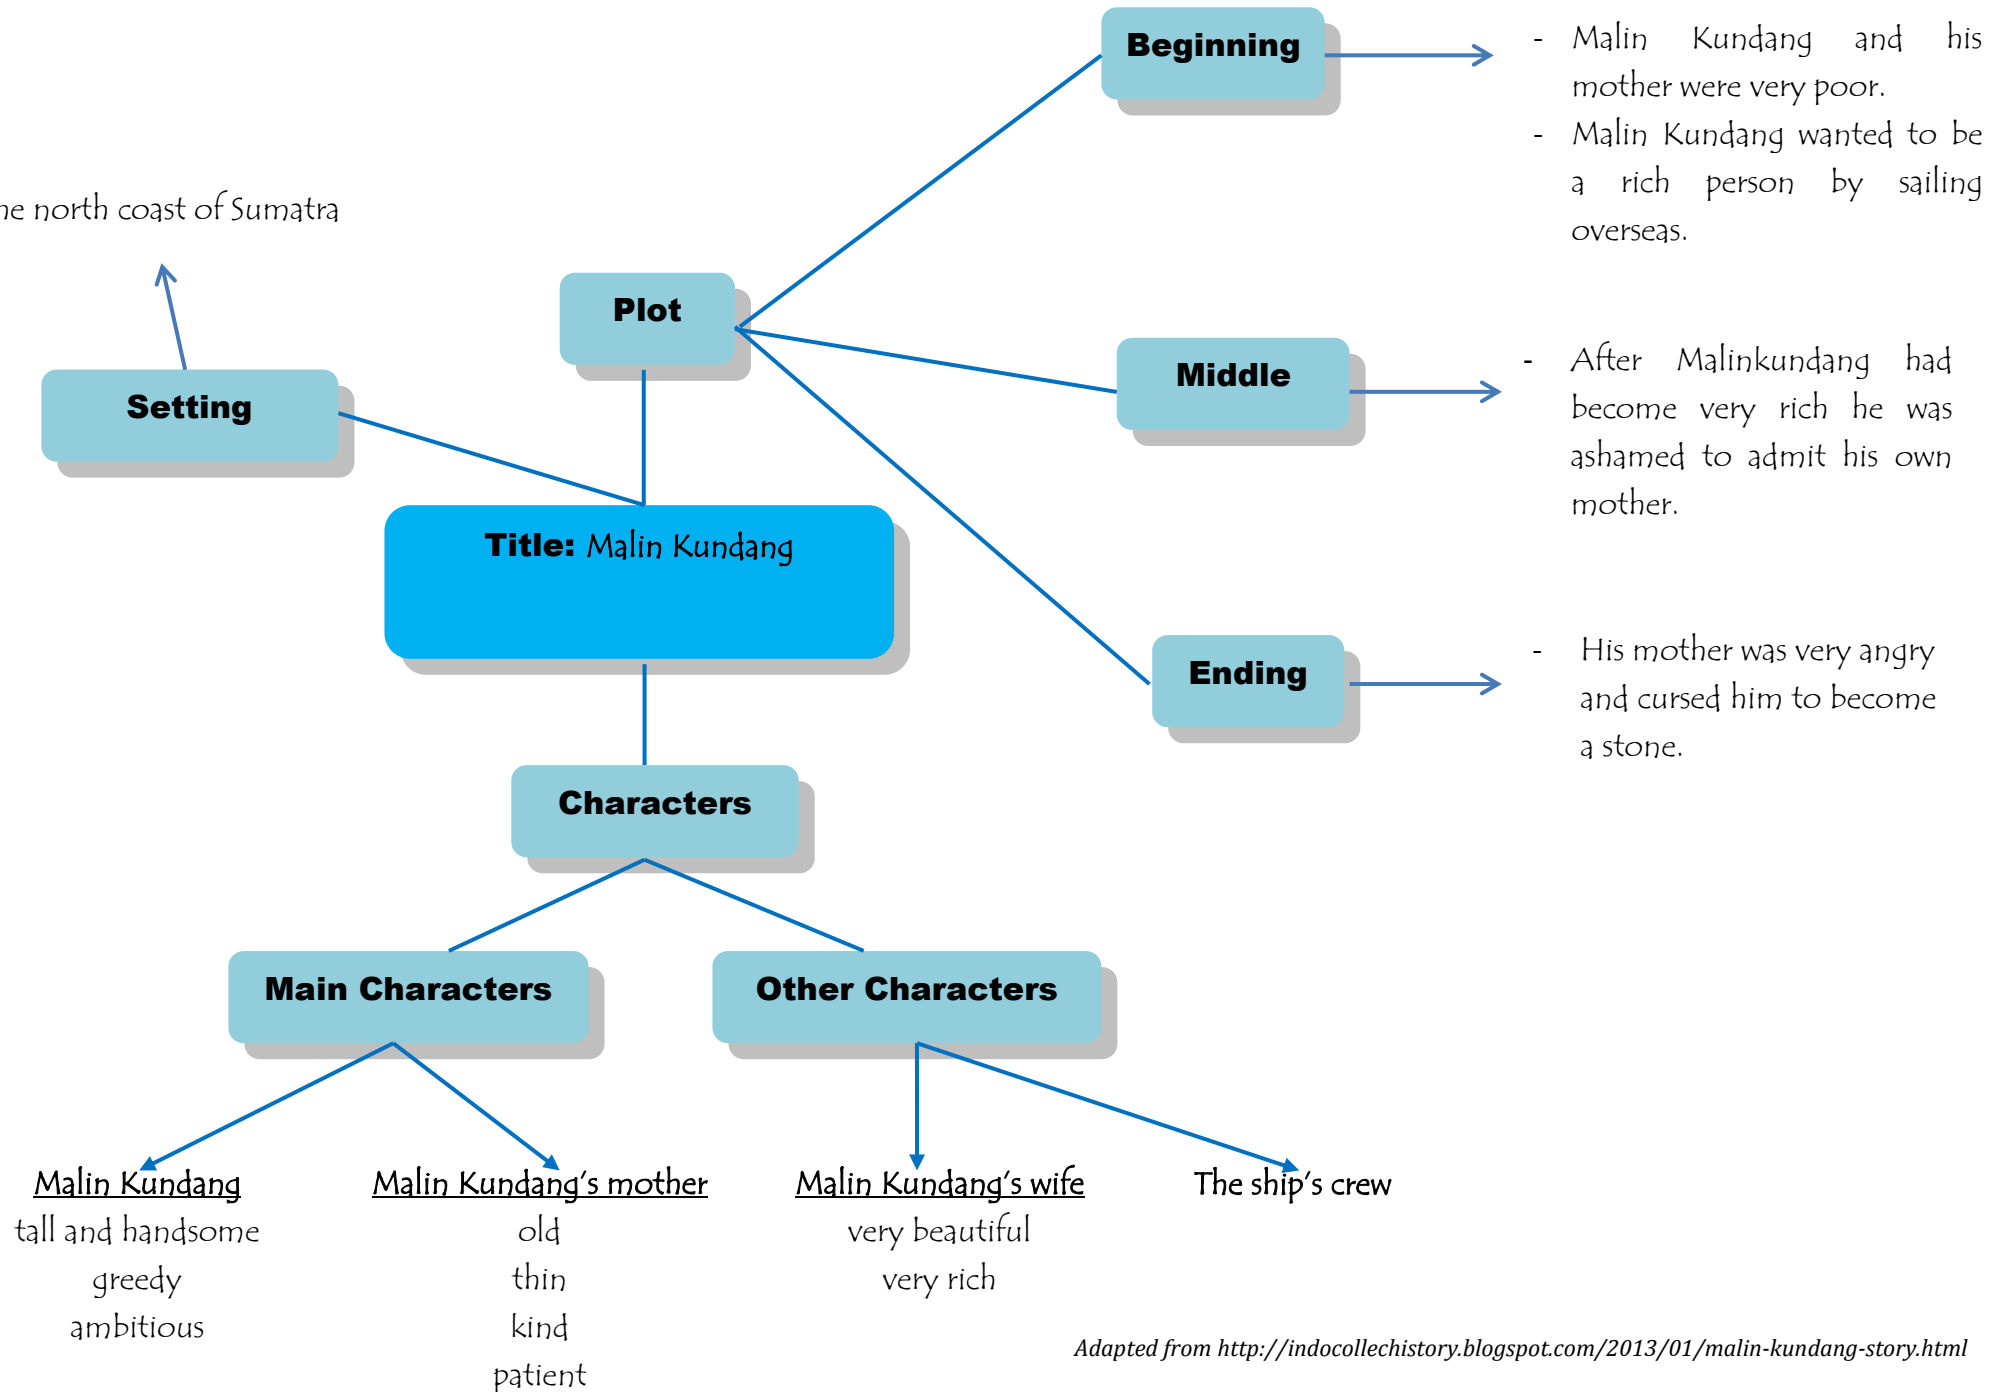 Beginning
- Malin Kundang and his
mother were very poor.
- Malin Kundang wanted to be
a rich person by sailing
overseas.
north coast of Sumatra
Plot
Setting
Middle
- After Malinkundang had
become very rich he was
ashamed to admit his own
mother.
Title: Malin Kundang
Ending
- His mother was very angry
and cursed him to become
a stone.
Characters
Main Characters
Other Characters
Malin Kundang
tall and handsome
greedy
ambitious
Malin Kundang's mother
old
thin
kind
patient
Malin Kundang's wife
very beautiful
very rich
The ship's crew
Adapted from http://indocollechistory.blogspot.com/2013/01/malin-kundang-story.html